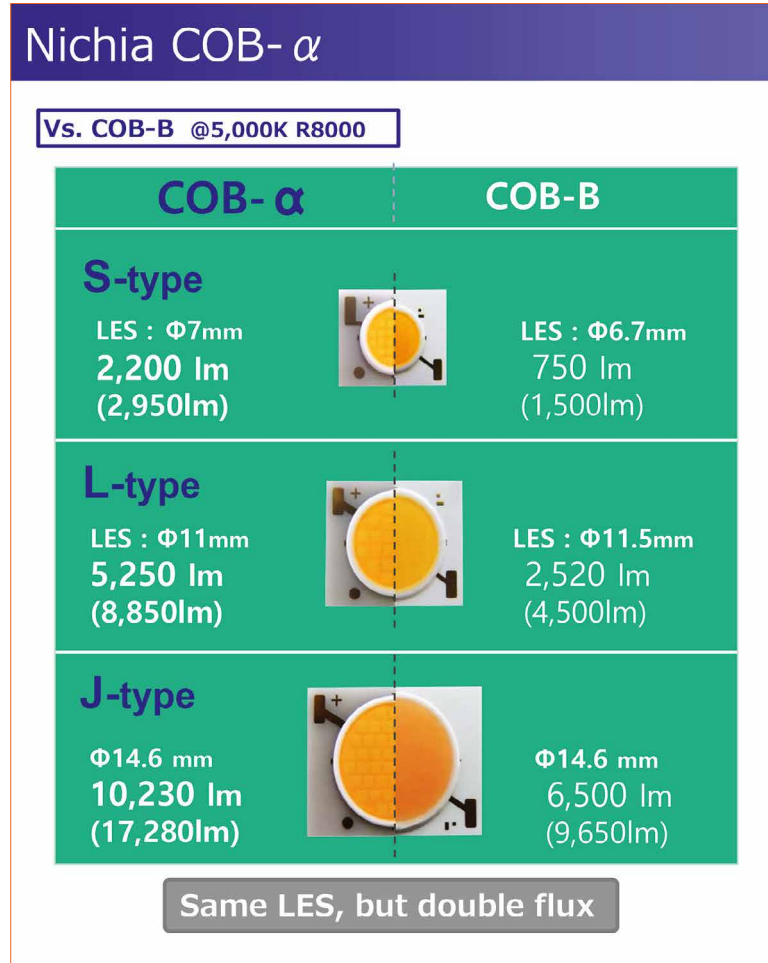 Nichia COB- α
Vs. COB-B @5,000K R8000
COB- α
COB-B
S-type
LES : Φ7mm
2,200 lm
(2,950lm)
LES : Φ6.7mm
750 lm
(1,500lm)
L-type
LES : Φ11mm
5,250 lm
(8,850lm)
LES : Φ11.5mm
2,520 lm
(4,500lm)
J-type
Φ14.6 mm
10,230 lm
(17,280lm)
Φ14.6 mm
6,500 lm
(9,650lm)
Same LES, but double flux